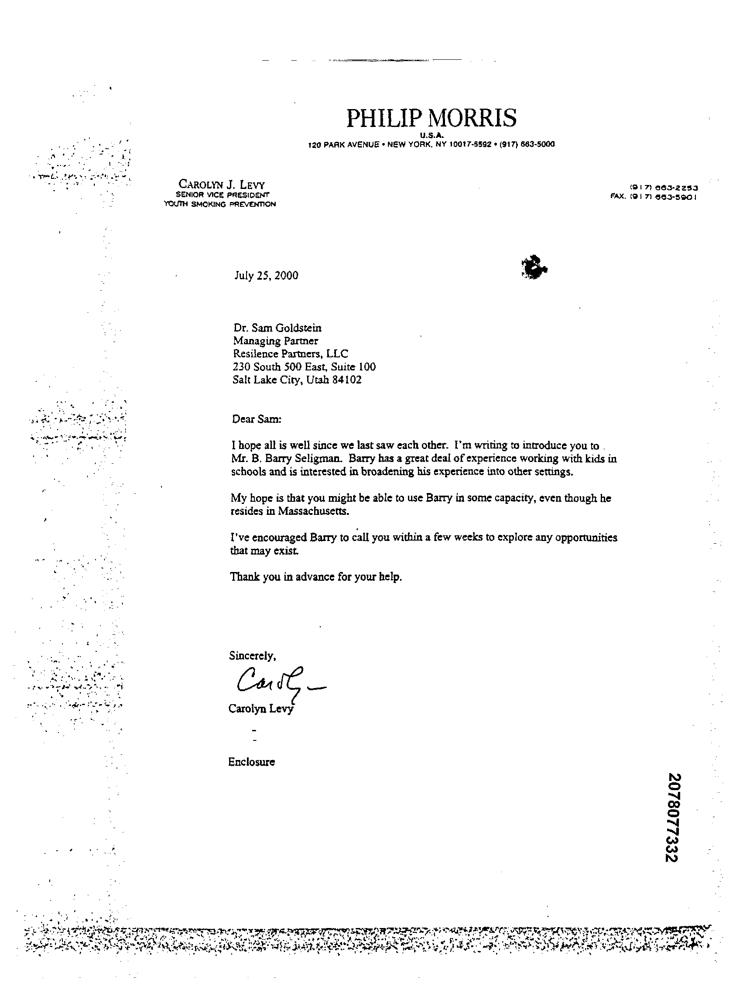 PHILIP MORRIS
U.S.A.
120 PARK AVENUE • NEW YORK, NY 10017-5592 • (917) 663-5000
CAROLYN J. LEVY
SENIOR VICE PRESIDENT
YOUTH SMOKING PREVENTION
(917) 663-2253
FAX. (917) 663-5901
July 25, 2000
Dr. Sam Goldstein
Managing Partner
Resilence Partners, LLC
230 South 500 East, Suite 100
Salt Lake City, Utah 84102
Dear Sam:
I hope all is well since we last saw each other. I'm writing to introduce you to
Mr. B. Barry Seligman. Barry has a great deal of experience working with kids in
schools and is interested in broadening his experience into other settings.
My hope is that you might be able to use Barry in some capacity, even though he
resides in Massachusetts.
I've encouraged Barry to call you within a few weeks to explore any opportunities
that may exist.
Thank you in advance for your help.
Sincerely,
Carolyn
Carolyn Levy
Enclosure
2078077332